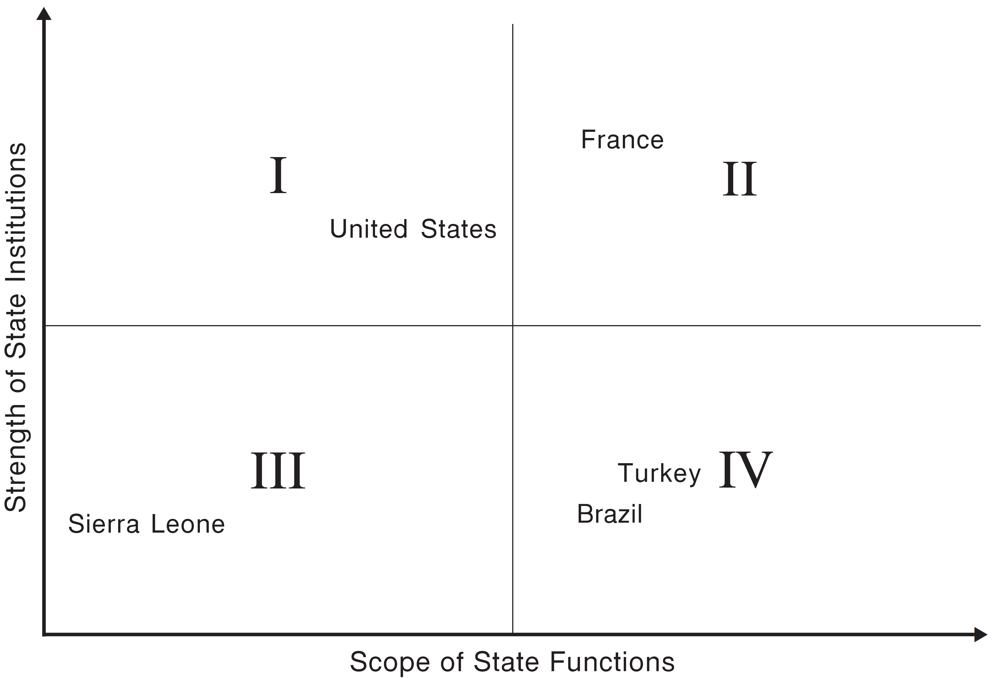 Strength of State Institutions
France
I
II
United States
III
Turkey IV
Brazil
Sierra Leone
Scope of State Functions